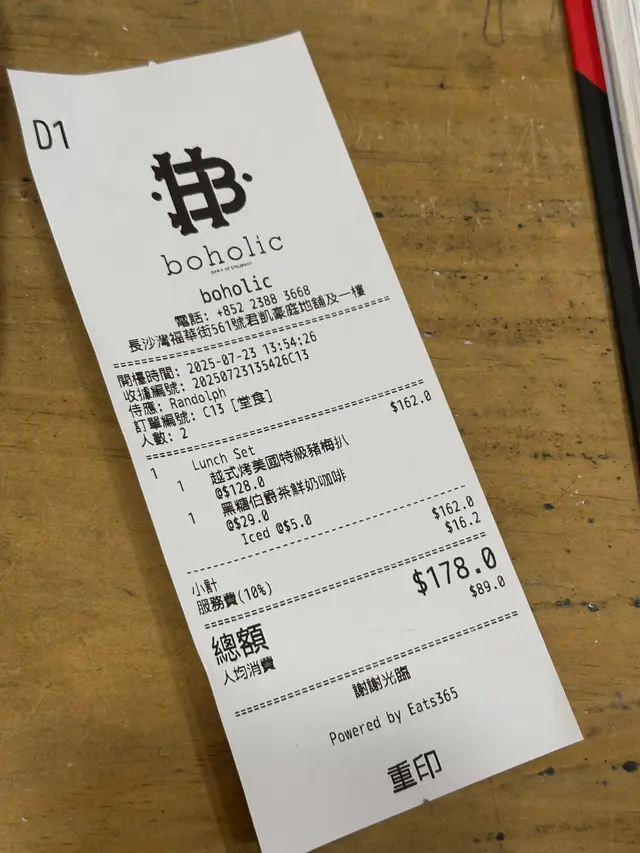 D1
HB
boholic
BAR & RESTAURANT
boholic
電話: +852 2388 3668
長沙灣福華街561號君凱豪庭地舖及一樓
開檯時間: 2025-07-23 13:54:26
收據編號: 20250723135426C13
侍應: Randolph
訂單編號: C13 [堂食]
人數: 2
1 Lunch Set $162.0
1 越式烤美國特級豬梅扒
@$128.0
1 黑糖伯爵茶鮮奶咖啡
@$29.0
Iced @$5.0
小計 $162.0
服務費(10%) $16.2
總額 $178.0
人均消費 $89.0
謝謝光臨
Powered by Eats365
重印